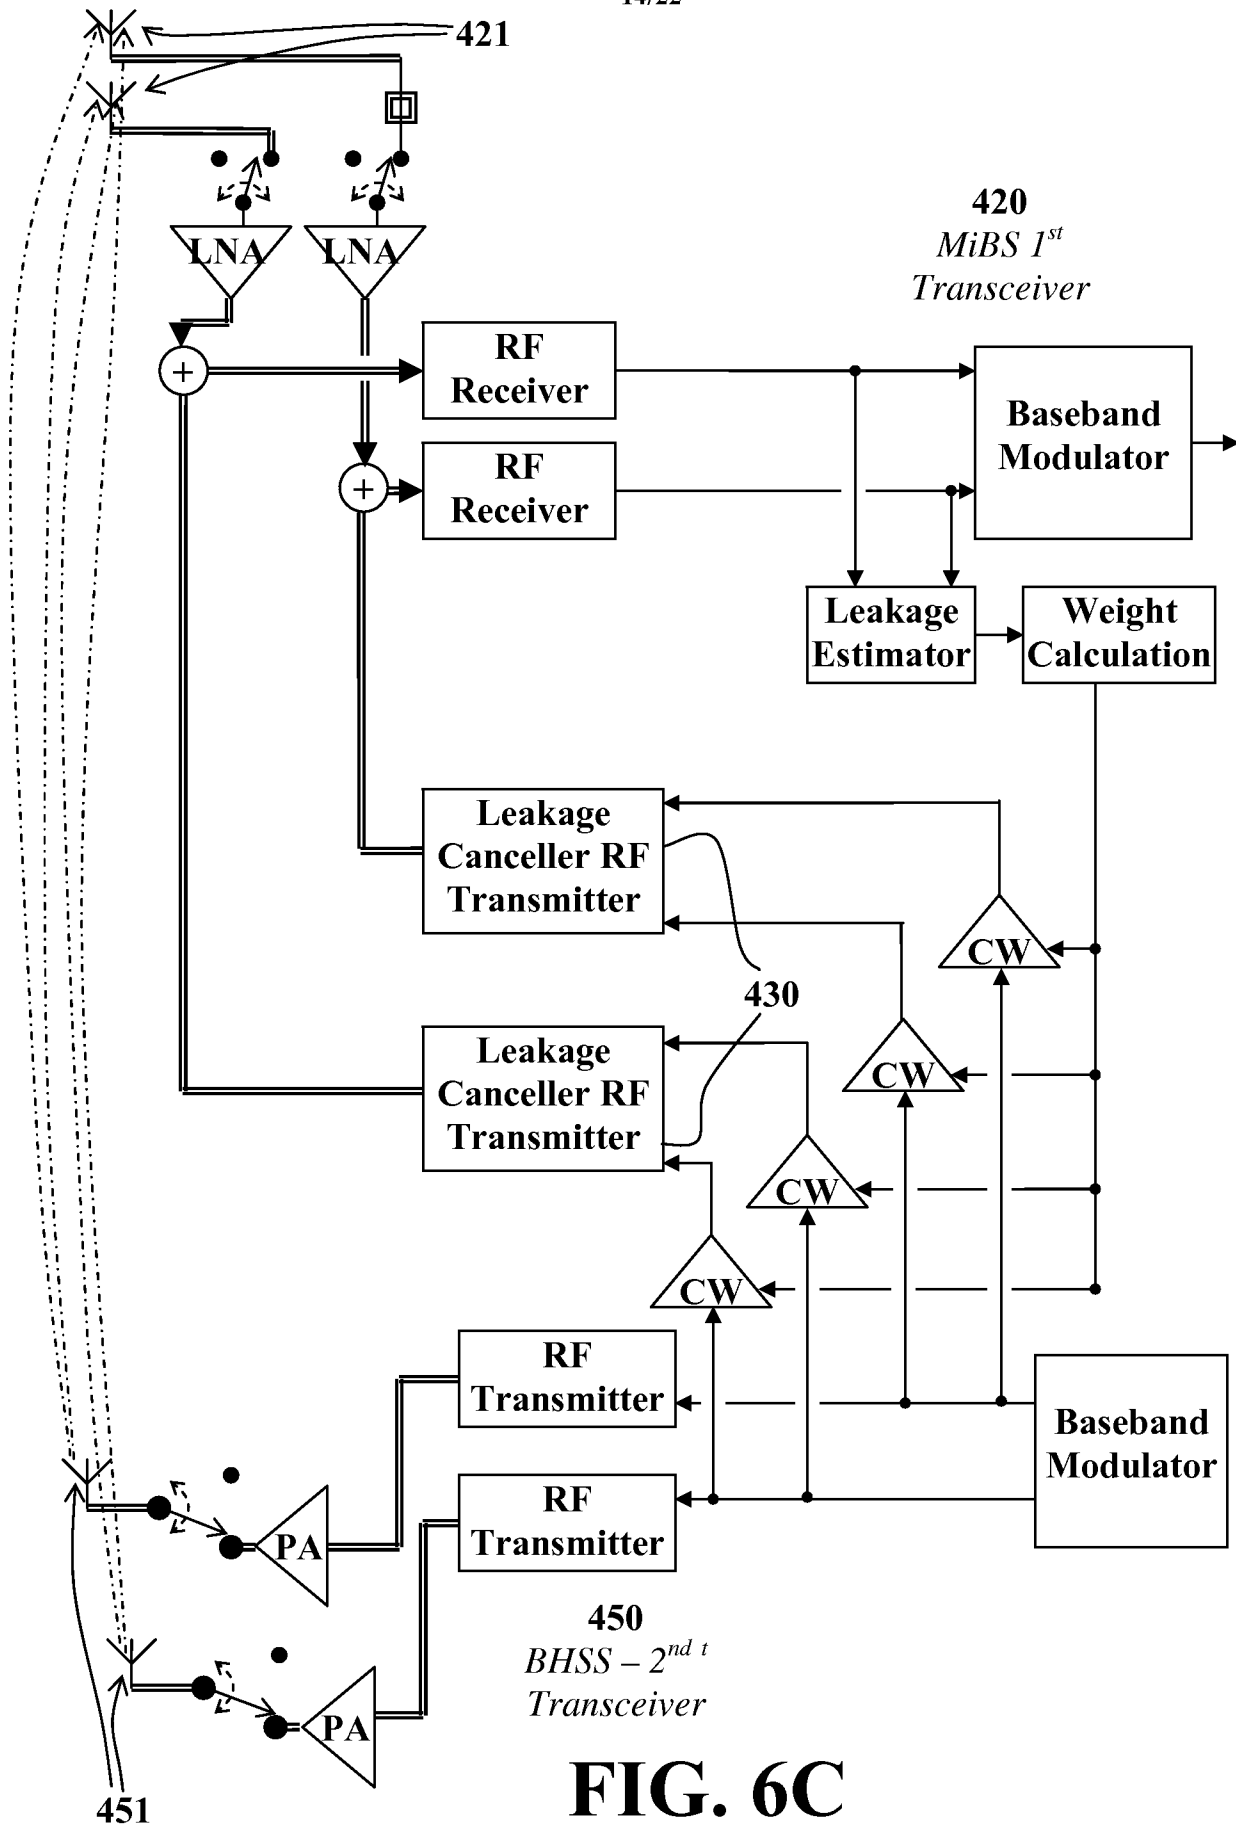 14/22
421
420
MiBS 1st
Transceiver
LNA
LNA
RF
Receiver
Baseband
Modulator
+
RF
Receiver
+
Leakage
Estimator
Weight
Calculation
Leakage
Canceller RF
Transmitter
CW
430
Leakage
Canceller RF
Transmitter
CW
CW
CW
RF
Transmitter
Baseband
Modulator
RF
Transmitter
PA
450
BHSS – 2nd t
Transceiver
PA
451
FIG. 6C